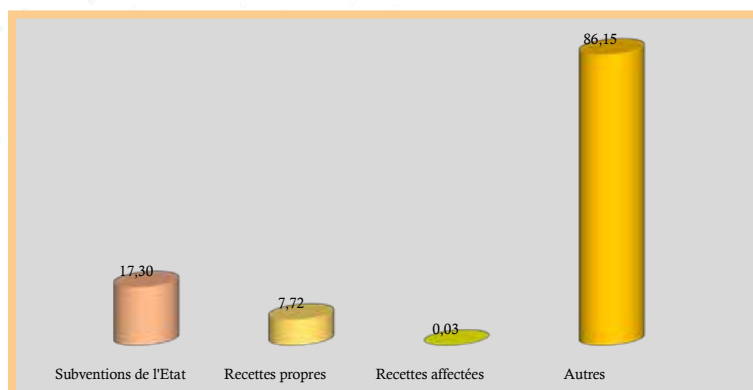 86,15
17,30
7,72
0,03
Subventions de l'Etat Recettes propres Recettes affectées Autres